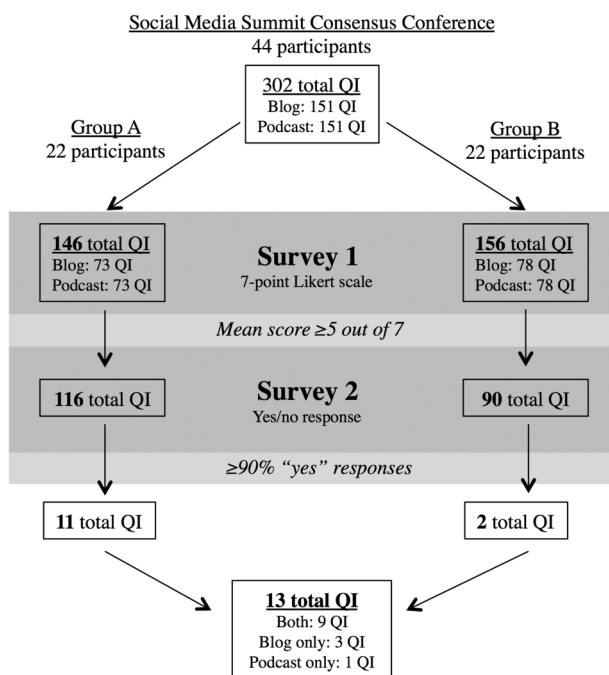 Social Media Summit Consensus Conference
44 participants
302 total QI
Blog: 151 QI
Podcast: 151 QI
Group A
22 participants
Group B
22 participants
146 total QI
Blog: 73 QI
Podcast: 73 QI
Survey 1
7-point Likert scale
156 total QI
Blog: 78 QI
Podcast: 78 QI
Mean score ≥5 out of 7
116 total QI
Survey 2
Yes/no response
90 total QI
≥90% “yes” responses
11 total QI
2 total QI
13 total QI
Both: 9 QI
Blog only: 3 QI
Podcast only: 1 QI